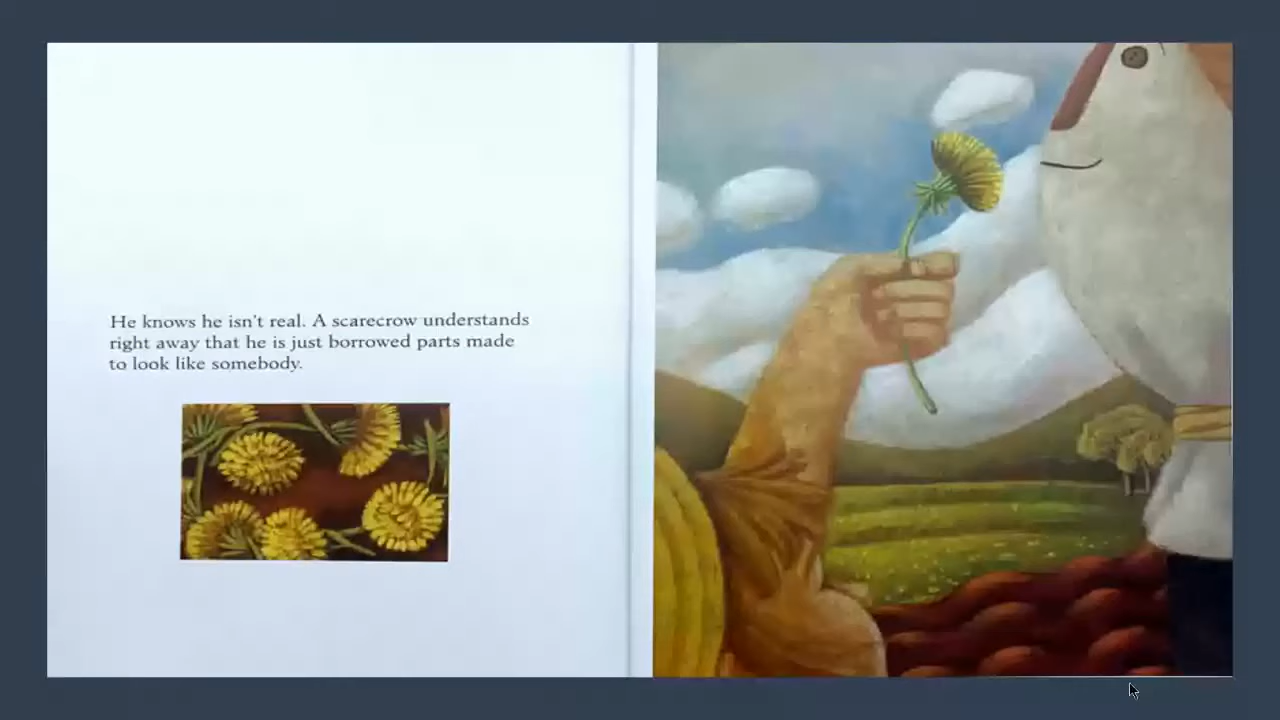 He knows he isn't real. A scarecrow understands
right away that he is just borrowed parts made
to look like somebody.